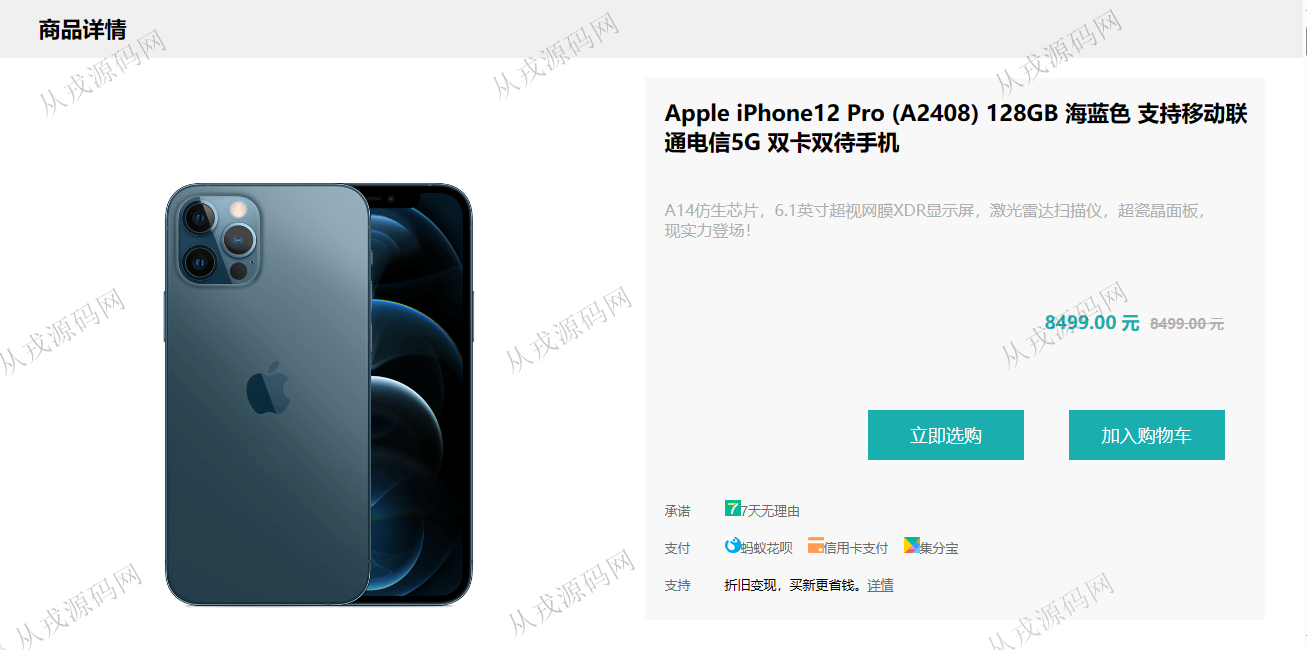 商品详情
Apple iPhone12 Pro (A2408) 128GB 海蓝色 支持移动联
通电信5G 双卡双待手机
A14仿生芯片，6.1英寸超视网膜XDR显示屏，激光雷达扫描仪，超瓷晶面板，
现实力登场！
8499.00 元 8499.00 元
立即选购 加入购物车
承诺 7 7天无理由
支付 蚂蚁花呗 信用卡支付 集分宝
支持 折旧变现，买新更省钱。详情
从戎源码网
从戎源码网
从戎源码网
从戎源码网
从戎源码网
从戎源码网
从戎源码网
从戎源码网
从戎源码网